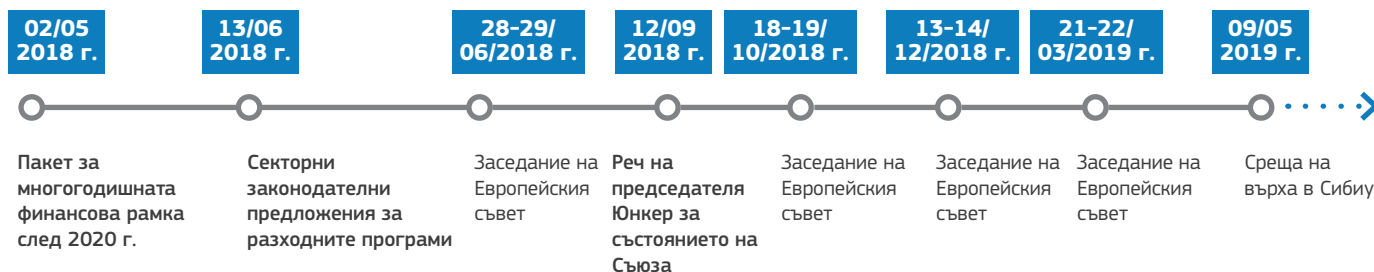 02/05
2018 г.
13/06
2018 г.
28-29/
06/2018 г.
12/09
2018 г.
18-19/
10/2018 г.
13-14/
12/2018 г.
21-22/
03/2019 г.
09/05
2019 г.
Пакет за
многогодишната
финансова рамка
след 2020 г.
Секторни
законодателни
предложения за
разходните програми
Заседание на
Европейския
съвет
Реч на
председателя
Юнкер за
състоянието на
Съюза
Заседание на
Европейския
съвет
Заседание на
Европейския
съвет
Заседание на
Европейския
съвет
Среща на
върха в Сибиу